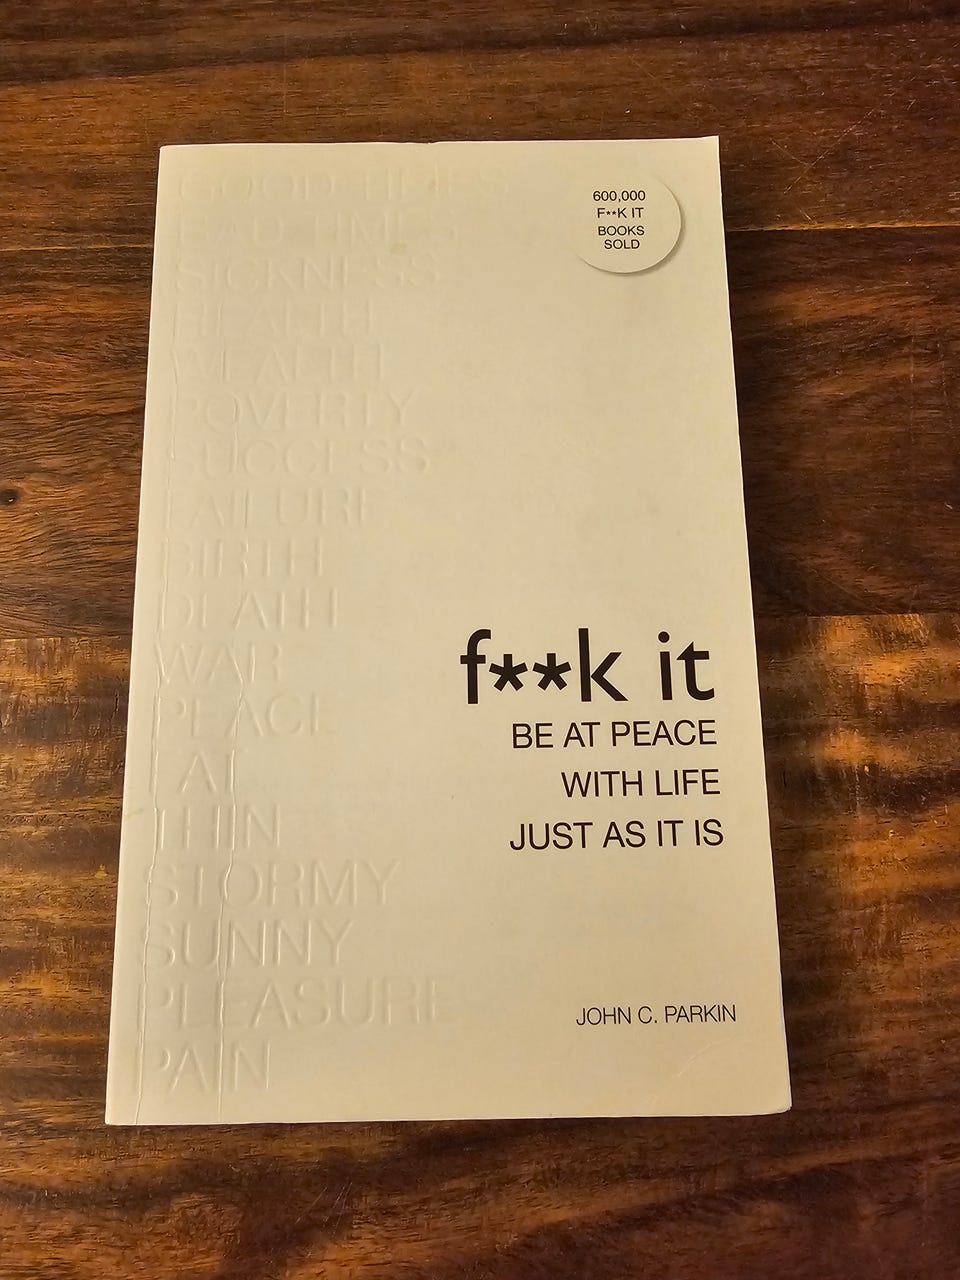 GOOD TIMES
BAD TIMES
SICKNESS
HEALTH
WEALTH
POVERTY
SUCCESS
FAILURE
BIRTH
DEATH
WAR
PEACE
FAT
THIN
STORMY
SUNNY
PLEASURE
PAIN
600,000
F**K IT
BOOKS
SOLD
f**k it
BE AT PEACE
WITH LIFE
JUST AS IT IS
JOHN C. PARKIN